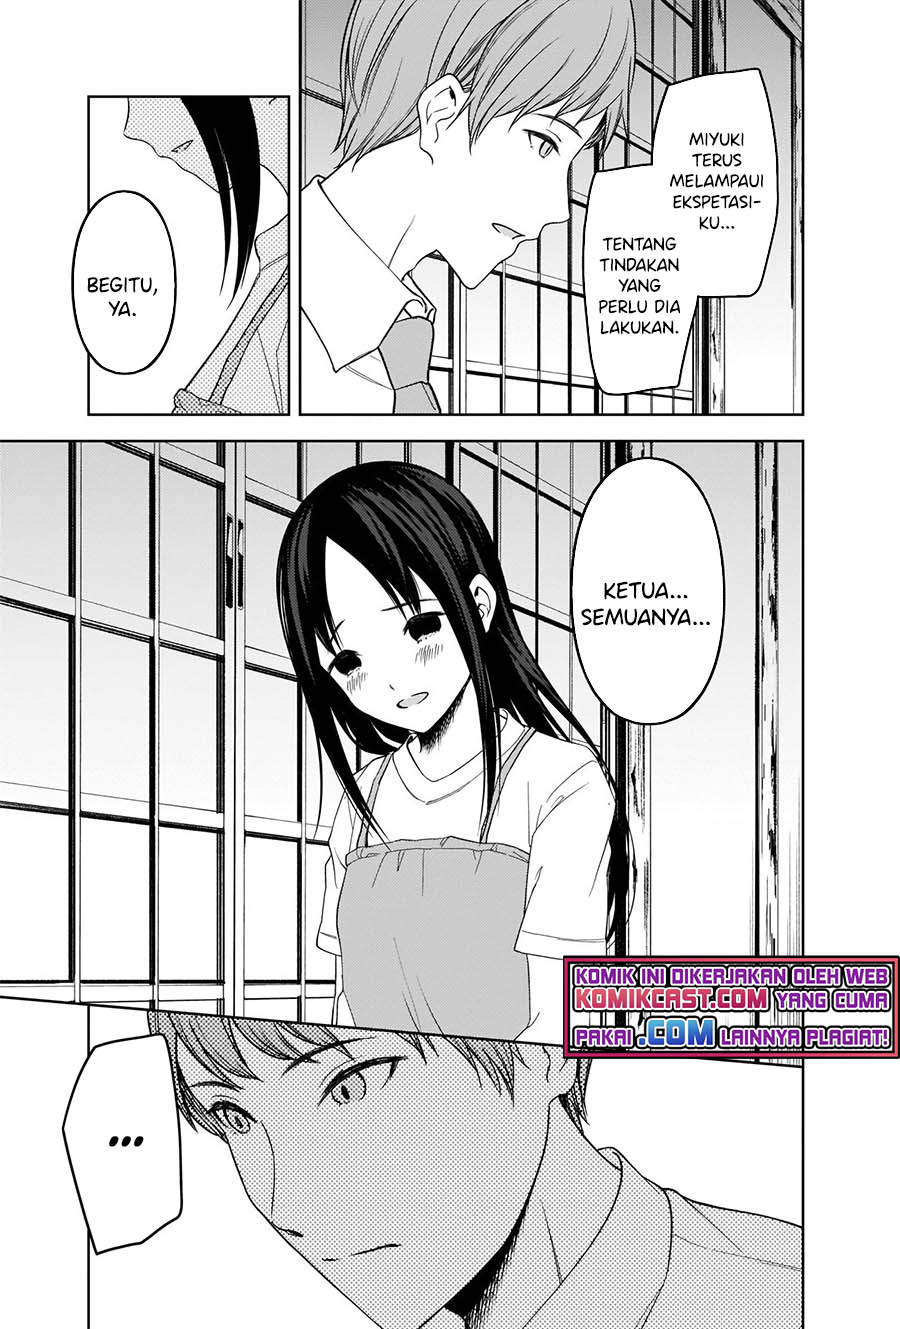 MIYUKI
TERUS
MELAMPAUI
EKSPETASI-
KU...
TENTANG
TINDAKAN
YANG
PERLU DIA
LAKUKAN.
BEGITU,
YA.
KETUA...
SEMUANYA...
KOMIK INI DIKERJAKAN OLEH WEB
KOMIKCAST.COM YANG CUMA
PAKAI .COM LAINNYA PLAGIAT!
...